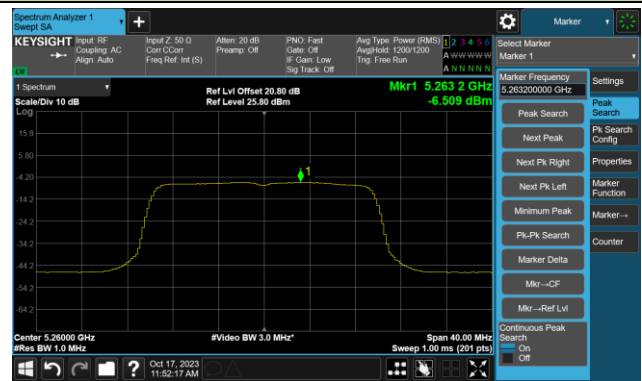 Spectrum Analyzer 1
Swept SA
Marker
KEYSIGHT
Input: RF
Coupling: AC
Align: Auto
Input Z: 50 Ω
Corr CCorr
Freq Ref: Int (S)
Atten: 20 dB
Preamp: Off
PNO: Fast
Gate: Off
IF Gain: Low
Sig Track: Off
Avg Type: Power (RMS)
Avg|Hold: 1200/1200
Trig: Free Run
1 2 3 4 5 6
A W W W W W
A N N N N N
LV
Select Marker
Marker 1
1 Spectrum
Scale/Div 10 dB
Log
Ref Lvl Offset 20.80 dB
Ref Level 25.80 dBm
Mkr1 5.263 2 GHz
-6.509 dBm
15.8
5.80
-4.20
-14.2
-24.2
-34.2
-44.2
-54.2
-64.2
1
Center 5.26000 GHz
#Res BW 1.0 MHz
#Video BW 3.0 MHz*
Span 40.00 MHz
Sweep 1.00 ms (201 pts)
Marker Frequency
5.263200000 GHz
Peak Search
Next Peak
Next Pk Right
Next Pk Left
Minimum Peak
Pk-Pk Search
Marker Delta
Mkr→CF
Mkr→Ref Lvl
Continuous Peak
Search
On
Off
Settings
Peak
Search
Pk Search
Config
Properties
Marker
Function
Marker→
Counter
Oct 17, 2023
11:52:17 AM